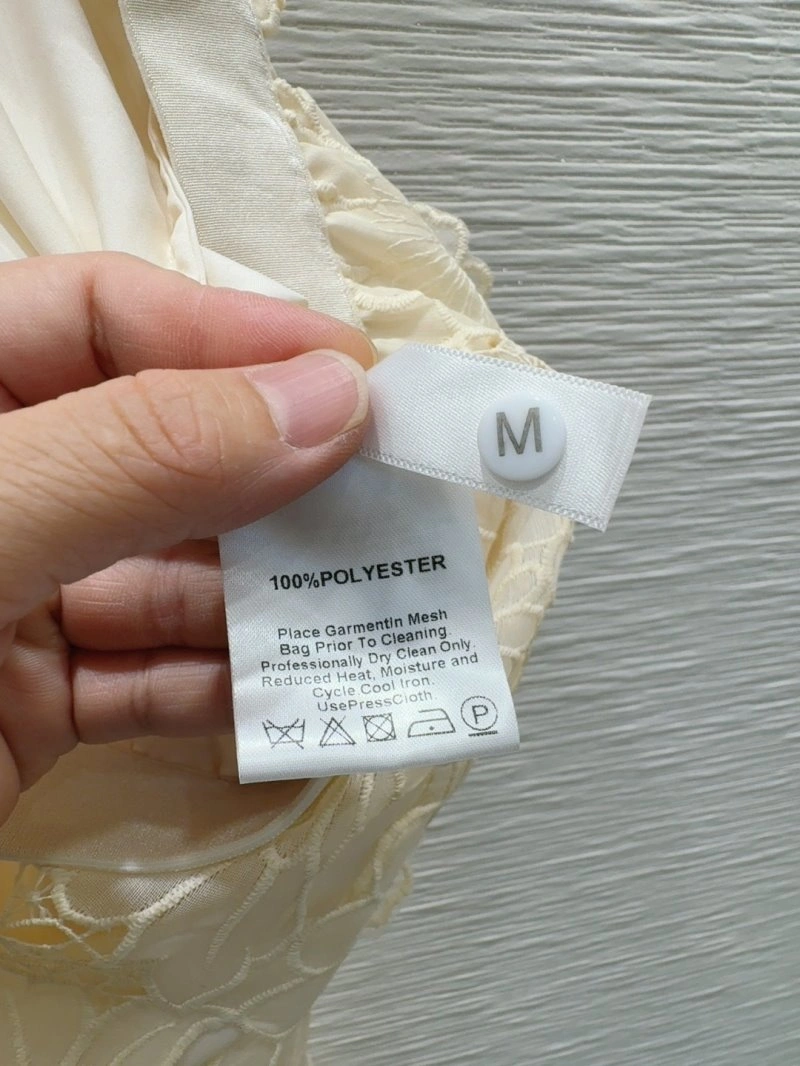 M
100%POLYESTER
Place GarmentIn Mesh
Bag Prior To Cleaning.
Professionally Dry Clean Only.
Reduced Heat, Moisture and
Cycle Cool Iron.
UsePressCloth.
P